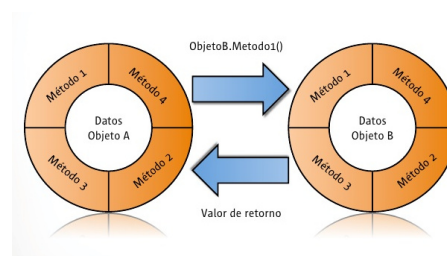 ObjetoB.Metodo1()
Método 1
Método 4
Datos
Objeto A
Método 3
Método 2
Método 1
Método 4
Datos
Objeto B
Método 3
Método 2
Valor de retorno